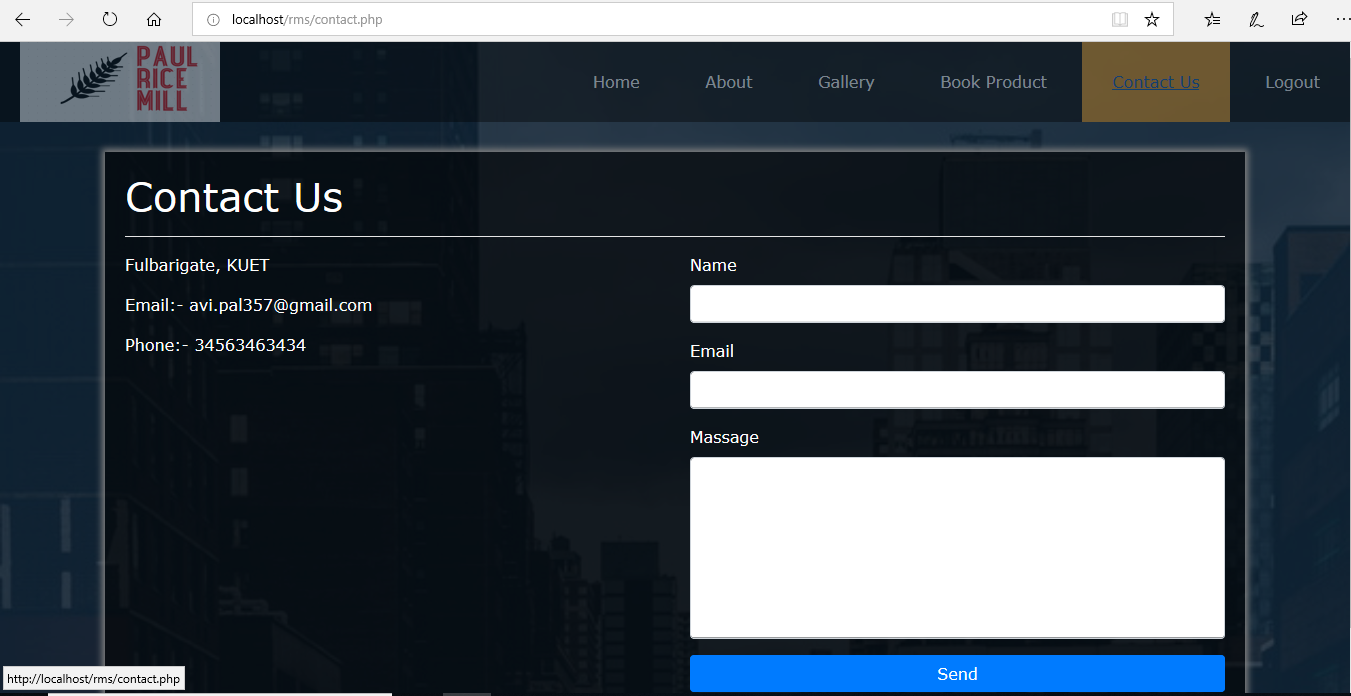 localhost/rms/contact.php
PAUL
RICE
MILL
Home About Gallery Book Product Contact Us Logout
Contact Us
Fulbarigate, KUET
Email:- avi.pal357@gmail.com
Phone:- 34563463434
Name
Email
Massage
Send
http://localhost/rms/contact.php